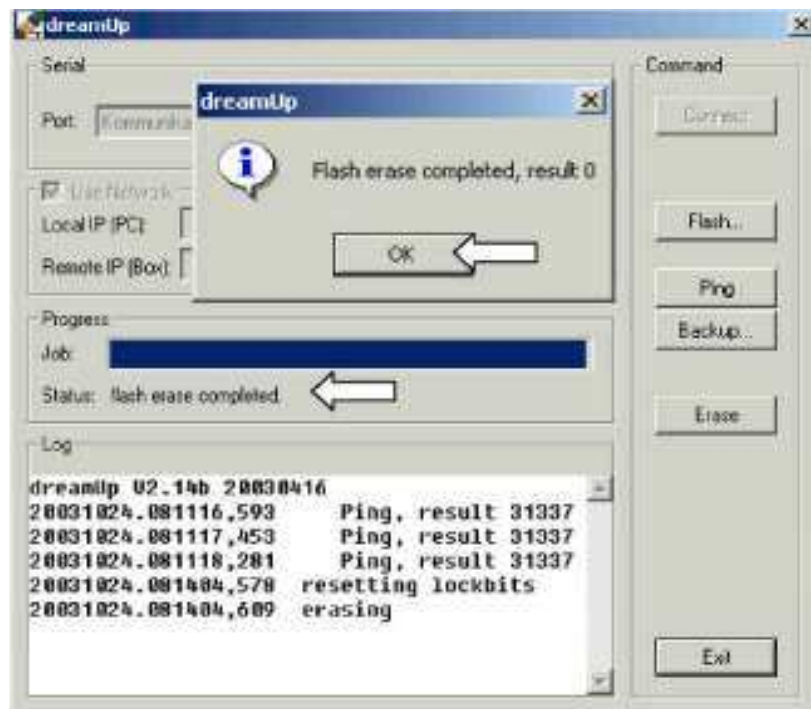 dreamUp
Serial
Port:
Kommunika
Use Network
Local IP (PC):
Remote IP (Box):
dreamUp
Flash erase completed, result 0
OK
Progress
Job:
Status: flash erase completed.
Log
dreamUp V2.14b 20030416
20031024.081116,593 Ping, result 31337
20031024.081117,453 Ping, result 31337
20031024.081118,281 Ping, result 31337
20031024.081404,578 resetting lockbits
20031024.081404,609 erasing
Command
Connect
Flash...
Ping
Backup...
Erase
Exit